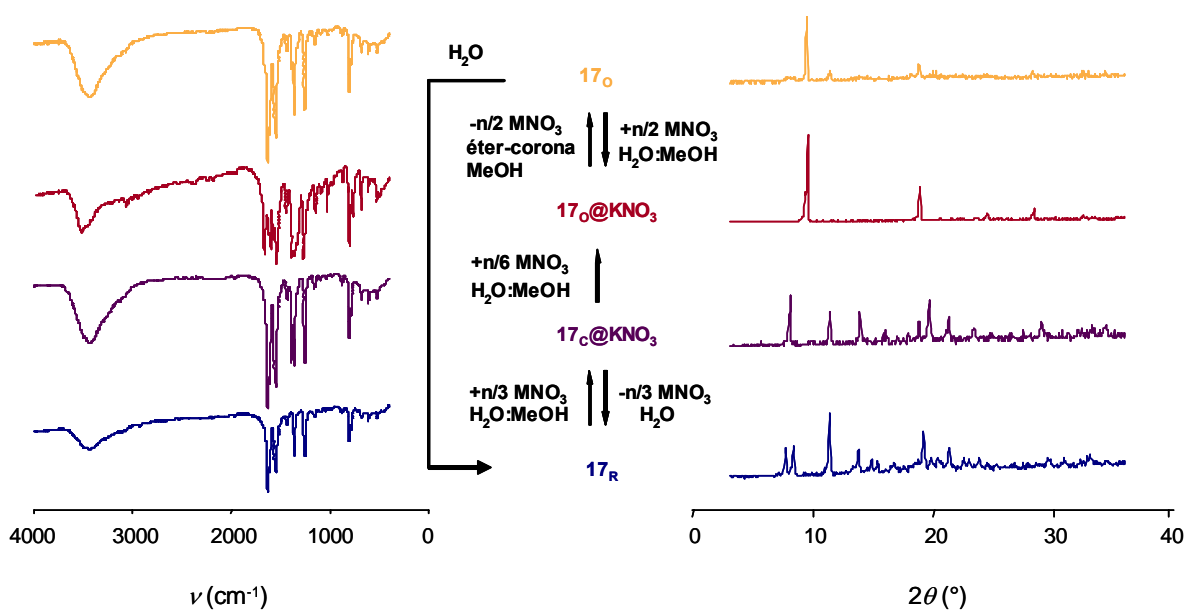 H₂O
17O
-n/2 MNO₃
éter-corona
MeOH
+n/2 MNO₃
H₂O:MeOH
17O@KNO₃
+n/6 MNO₃
H₂O:MeOH
17C@KNO₃
+n/3 MNO₃
H₂O:MeOH
-n/3 MNO₃
H₂O
17R
4000 3000 2000 1000 0
ν (cm⁻¹)
0 10 20 30 40
2θ (°)